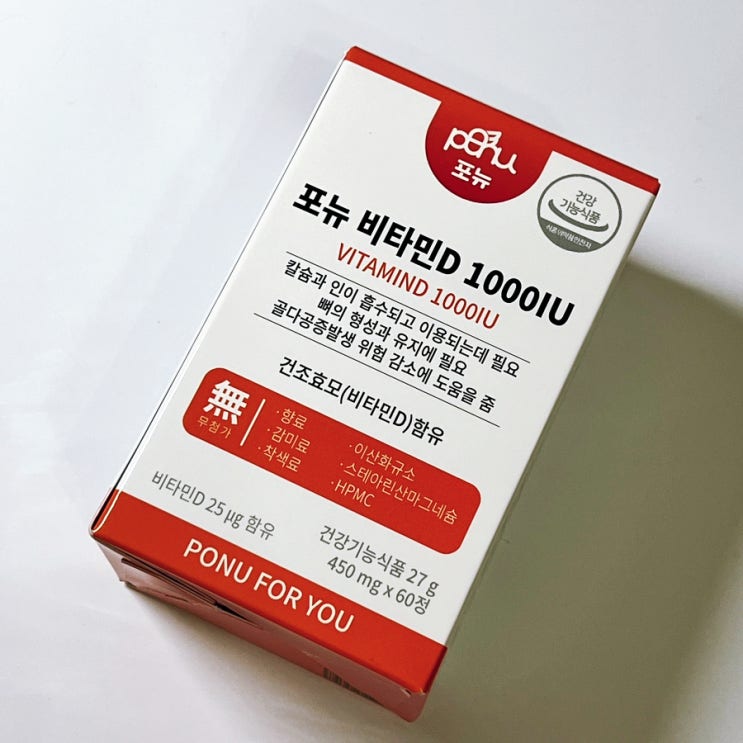 ponu
포뉴
건강
기능식품
식품의약품안전처
포뉴 비타민D 1000IU
VITAMIND 1000IU
칼슘과 인이 흡수되고 이용되는데 필요
뼈의 형성과 유지에 필요
골다공증발생 위험 감소에 도움을 줌
건조효모(비타민D)함유
無
무첨가
·향료
·감미료
·착색료
·이산화규소
·스테아린산마그네슘
·HPMC
비타민D 25 µg 함유
건강기능식품 27 g
450 mg x 60정
PONU FOR YOU